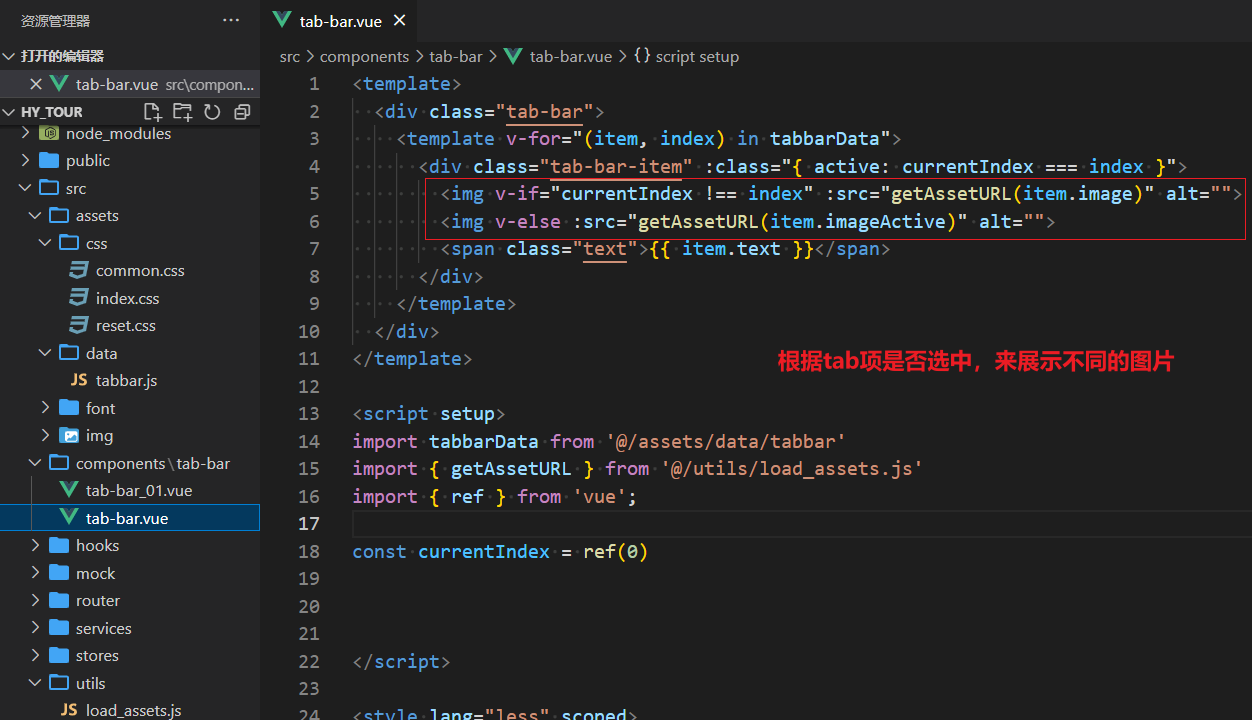 资源管理器 ···
打开的编辑器
tab-bar.vue src\compon...
HY_TOUR
node_modules
public
src
assets
css
common.css
index.css
reset.css
data
JS tabbar.js
font
img
components\tab-bar
tab-bar_01.vue
tab-bar.vue
hooks
mock
router
services
stores
utils
JS load_assets.js
tab-bar.vue
src > components > tab-bar > tab-bar.vue > {} script setup
1 <template>
2 <div class="tab-bar">
3 <template v-for="(item, index) in tabbarData">
4 <div class="tab-bar-item" :class="{ active: currentIndex === index }">
5 <img v-if="currentIndex !== index" :src="getAssetURL(item.image)" alt="">
6 <img v-else :src="getAssetURL(item.imageActive)" alt="">
7 <span class="text">{{ item.text }}</span>
8 </div>
9 </template>
10 </div>
11 </template>
根据tab项是否选中，来展示不同的图片
12
13 <script setup>
14 import tabbarData from '@/assets/data/tabbar'
15 import { getAssetURL } from '@/utils/load_assets.js'
16 import { ref } from 'vue';
17
18 const currentIndex = ref(0)
19
20
21
22 </script>
23
24 <style lang="less" scoped>